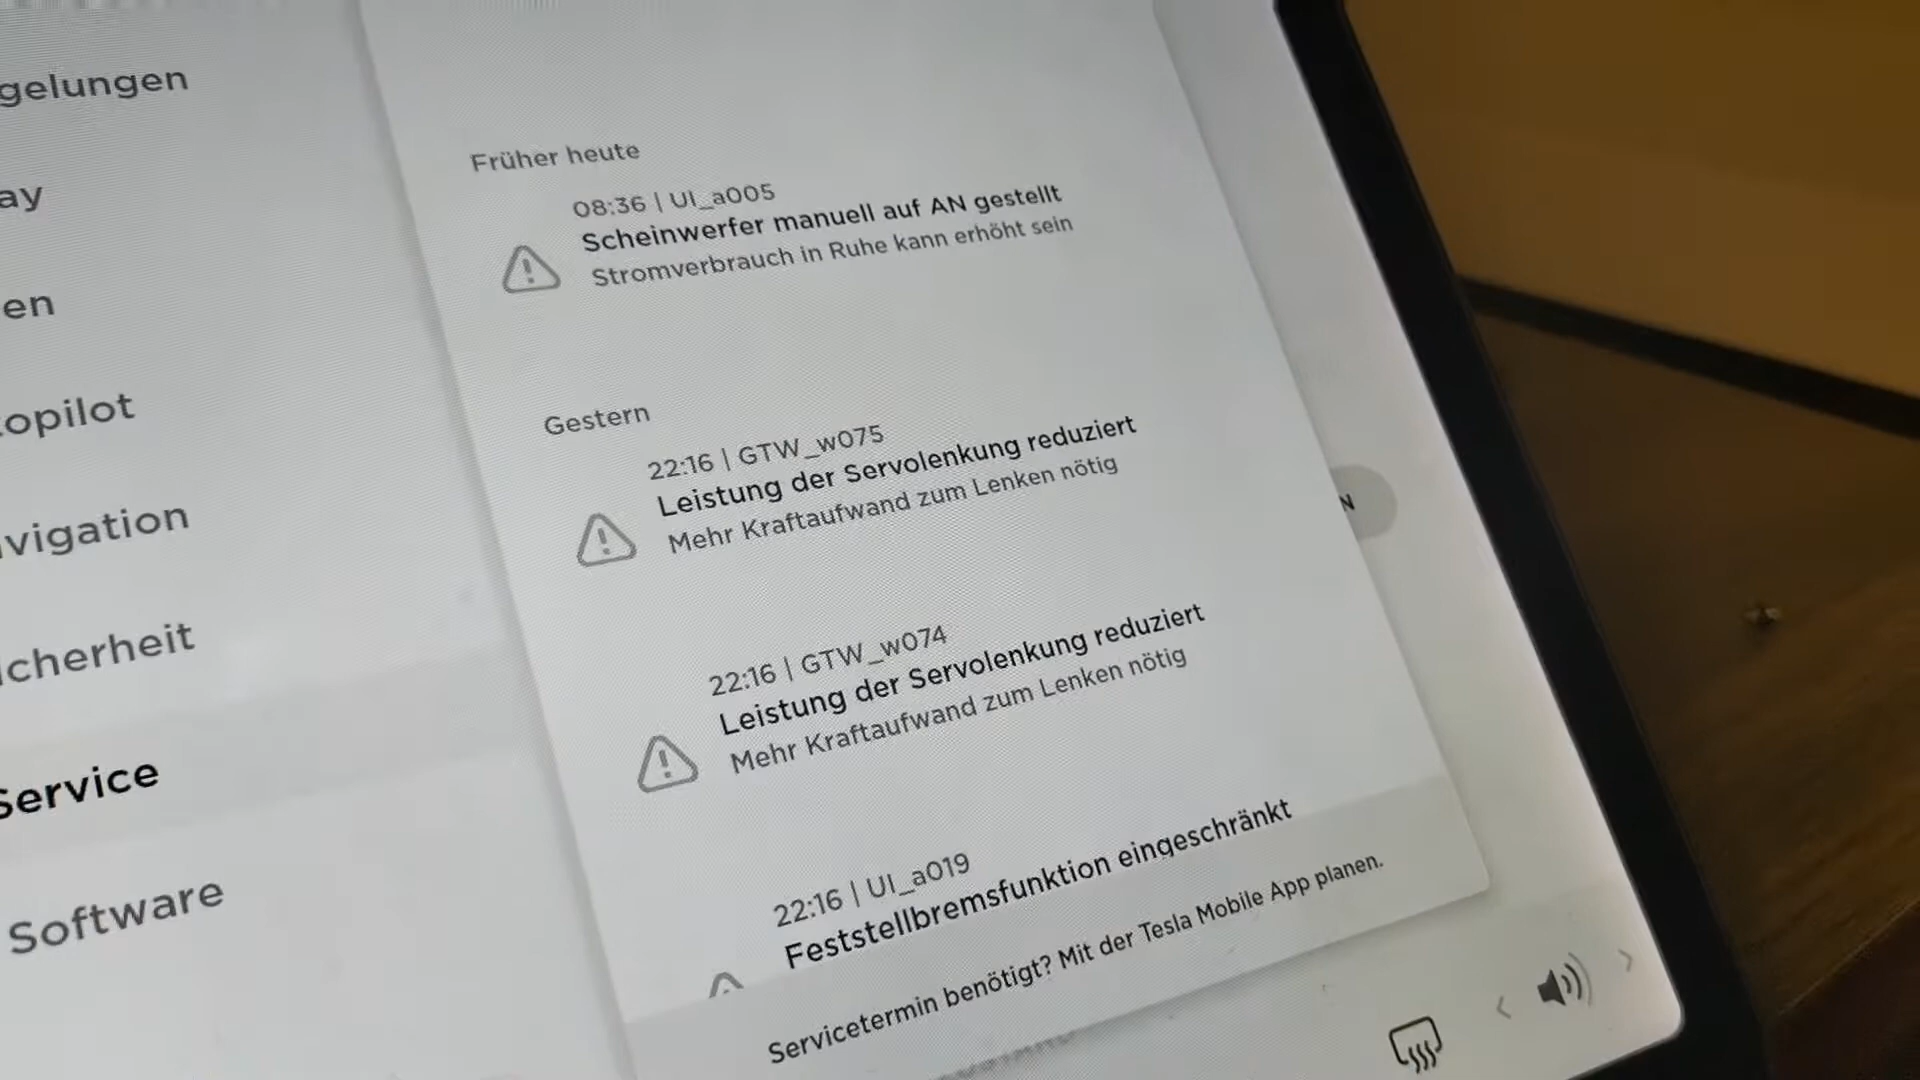 gelungen
ay
en
opilot
vigation
icherheit
Service
Software
Früher heute
08:36 | UI_a005
Scheinwerfer manuell auf AN gestellt
Stromverbrauch in Ruhe kann erhöht sein
Gestern
22:16 | GTW_w075
Leistung der Servolenkung reduziert
Mehr Kraftaufwand zum Lenken nötig
22:16 | GTW_w074
Leistung der Servolenkung reduziert
Mehr Kraftaufwand zum Lenken nötig
22:16 | UI_a019
Feststellbremsfunktion eingeschränkt
Servicetermin benötigt? Mit der Tesla Mobile App planen.
N